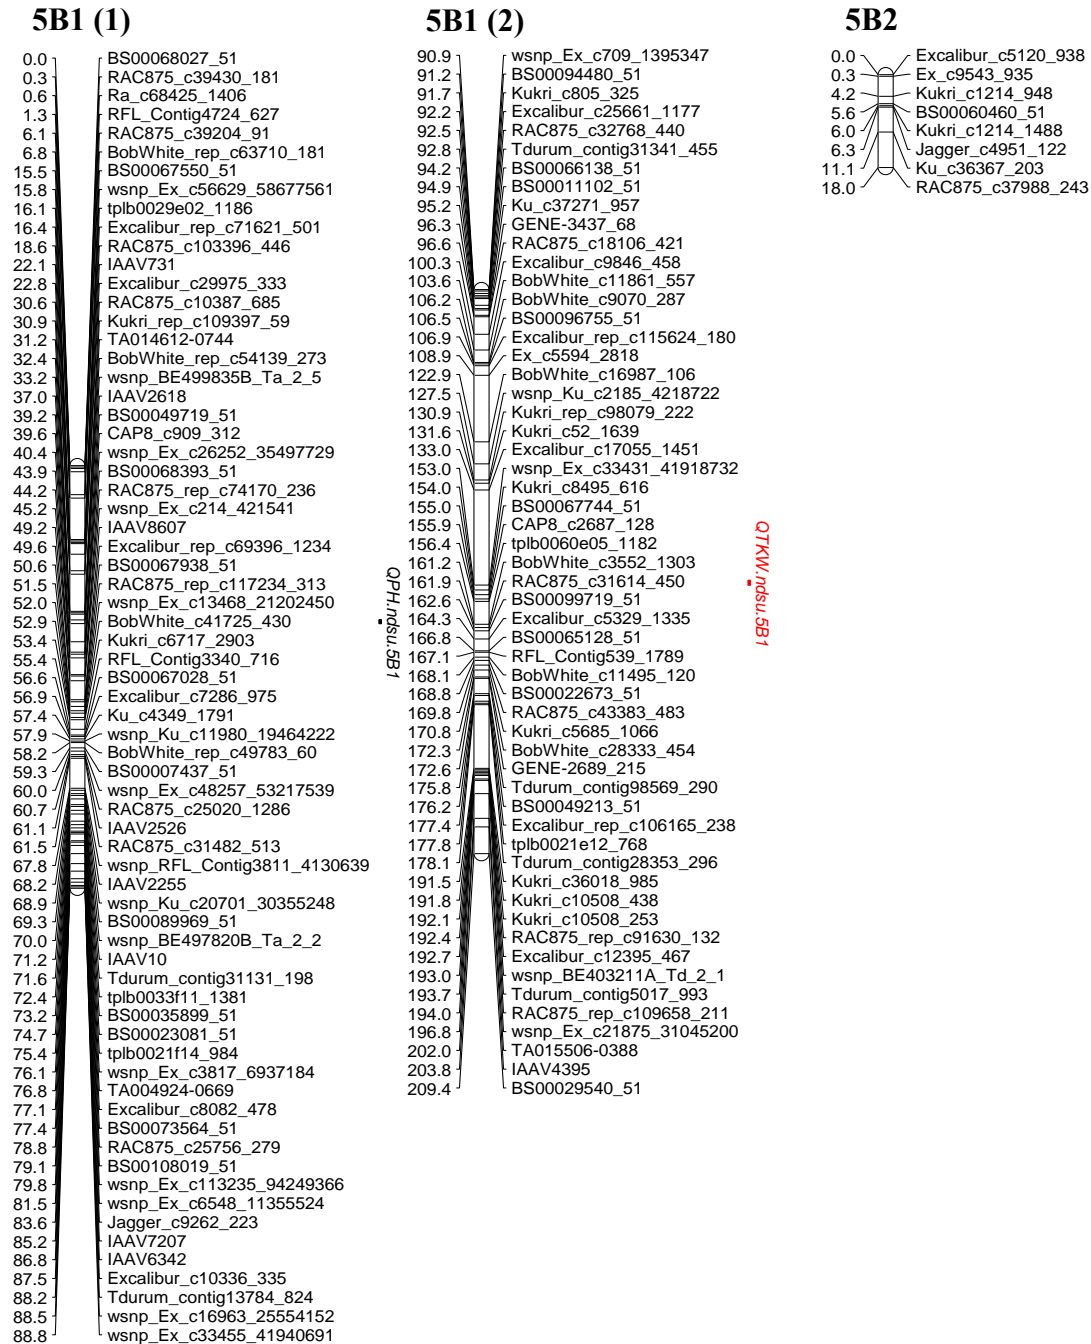 5B1 (1)
0.0 BS00068027_51
0.3 RAC875_c39430_181
0.6 Ra_c68425_1406
1.3 RFL_Contig4724_627
6.1 RAC875_c39204_91
6.8 BobWhite_rep_c63710_181
15.5 BS00067550_51
15.8 wsnp_Ex_c56629_58677561
16.1 tplb0029e02_1186
16.4 Excalibur_rep_c71621_501
18.6 RAC875_c103396_446
22.1 IAAV731
22.8 Excalibur_c29975_333
30.6 RAC875_c10387_685
30.9 Kukri_rep_c109397_59
31.2 TA014612-0744
32.4 BobWhite_rep_c54139_273
33.2 wsnp_BE499835B_Ta_2_5
37.0 IAAV2618
39.2 BS00049719_51
39.6 CAP8_c909_312
40.4 wsnp_Ex_c26252_35497729
43.9 BS00068393_51
44.2 RAC875_rep_c74170_236
45.2 wsnp_Ex_c214_421541
49.2 IAAV8607
49.6 Excalibur_rep_c69396_1234
50.6 BS00067938_51
51.5 RAC875_rep_c117234_313
52.0 wsnp_Ex_c13468_21202450
52.9 BobWhite_c41725_430
53.4 Kukri_c6717_2903
55.4 RFL_Contig3340_716
56.6 BS00067028_51
56.9 Excalibur_c7286_975
57.4 Ku_c4349_1791
57.9 wsnp_Ku_c11980_19464222
58.2 BobWhite_rep_c49783_60
59.3 BS00007437_51
60.0 wsnp_Ex_c48257_53217539
60.7 RAC875_c25020_1286
61.1 IAAV2526
61.5 RAC875_c31482_513
67.8 wsnp_RFL_Contig3811_4130639
68.2 IAAV2255
68.9 wsnp_Ku_c20701_30355248
69.3 BS00089969_51
70.0 wsnp_BE497820B_Ta_2_2
71.2 IAAV10
71.6 Tdurum_contig31131_198
72.4 tplb0033f11_1381
73.2 BS00035899_51
74.7 BS00023081_51
75.4 tplb0021f14_984
76.1 wsnp_Ex_c3817_6937184
76.8 TA004924-0669
77.1 Excalibur_c8082_478
77.4 BS00073564_51
78.8 RAC875_c25756_279
79.1 BS00108019_51
79.8 wsnp_Ex_c113235_94249366
81.5 wsnp_Ex_c6548_11355524
83.6 Jagger_c9262_223
85.2 IAAV7207
86.8 IAAV6342
87.5 Excalibur_c10336_335
88.2 Tdurum_contig13784_824
88.5 wsnp_Ex_c16963_25554152
88.8 wsnp_Ex_c33455_41940691
QPH.ndsu.5B1
5B1 (2)
90.9 wsnp_Ex_c709_1395347
91.2 BS00094480_51
91.7 Kukri_c805_325
92.2 Excalibur_c25661_1177
92.5 RAC875_c32768_440
92.8 Tdurum_contig31341_455
94.2 BS00066138_51
94.9 BS00011102_51
95.2 Ku_c37271_957
96.3 GENE-3437_68
96.6 RAC875_c18106_421
100.3 Excalibur_c9846_458
103.6 BobWhite_c11861_557
106.2 BobWhite_c9070_287
106.5 BS00096755_51
106.9 Excalibur_rep_c115624_180
108.9 Ex_c5594_2818
122.9 BobWhite_c16987_106
127.5 wsnp_Ku_c2185_4218722
130.9 Kukri_rep_c98079_222
131.6 Kukri_c52_1639
133.0 Excalibur_c17055_1451
153.0 wsnp_Ex_c33431_41918732
154.0 Kukri_c8495_616
155.0 BS00067744_51
155.9 CAP8_c2687_128
156.4 tplb0060e05_1182
161.2 BobWhite_c3552_1303
161.9 RAC875_c31614_450
162.6 BS00099719_51
164.3 Excalibur_c5329_1335
166.8 BS00065128_51
167.1 RFL_Contig539_1789
168.1 BobWhite_c11495_120
168.8 BS00022673_51
169.8 RAC875_c43383_483
170.8 Kukri_c5685_1066
172.3 BobWhite_c28333_454
172.6 GENE-2689_215
175.8 Tdurum_contig98569_290
176.2 BS00049213_51
177.4 Excalibur_rep_c106165_238
177.8 tplb0021e12_768
178.1 Tdurum_contig28353_296
191.5 Kukri_c36018_985
191.8 Kukri_c10508_438
192.1 Kukri_c10508_253
192.4 RAC875_rep_c91630_132
192.7 Excalibur_c12395_467
193.0 wsnp_BE403211A_Td_2_1
193.7 Tdurum_contig5017_993
194.0 RAC875_rep_c109658_211
196.8 wsnp_Ex_c21875_31045200
202.0 TA015506-0388
203.8 IAAV4395
209.4 BS00029540_51
QTKW.ndsu.5B1
5B2
0.0 Excalibur_c5120_938
0.3 Ex_c9543_935
4.2 Kukri_c1214_948
5.6 BS00060460_51
6.0 Kukri_c1214_1488
6.3 Jagger_c4951_122
11.1 Ku_c36367_203
18.0 RAC875_c37988_243